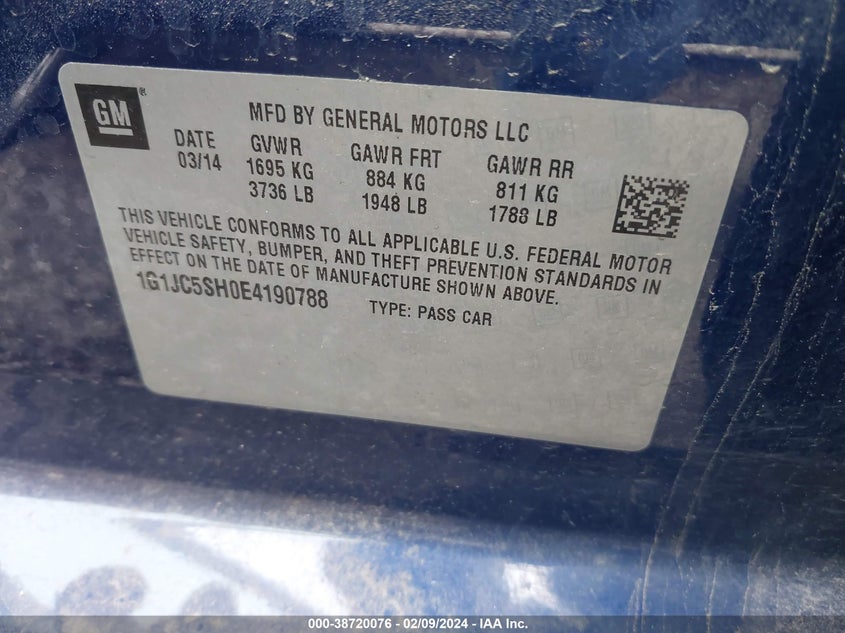 GM
MFD BY GENERAL MOTORS LLC
DATE GVWR GAWR FRT GAWR RR
03/14 1695 KG 884 KG 811 KG
3736 LB 1948 LB 1788 LB
THIS VEHICLE CONFORMS TO ALL APPLICABLE U.S. FEDERAL MOTOR
VEHICLE SAFETY, BUMPER, AND THEFT PREVENTION STANDARDS IN
EFFECT ON THE DATE OF MANUFACTURE SHOWN ABOVE.
1G1JC5SH0E4190788 TYPE: PASS CAR
000-38720076 - 02/09/2024 - IAA Inc.